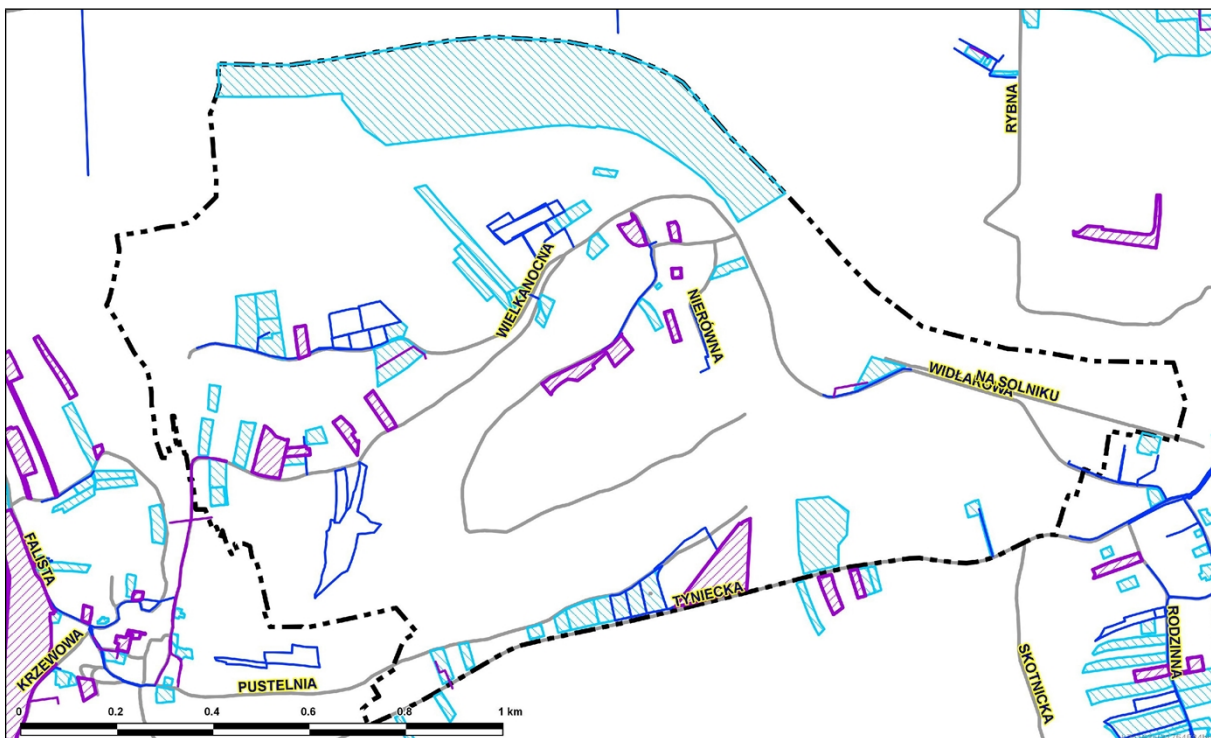 RYBNA
WIELKANOCNA
NIERÓWNA
WIDŁAKOWA
NA SOLNIKU
FALISTA
TYNIECKA
KRZEWOWA
PUSTELNIA
SKOTNICKA
RODZINNA
0 0.2 0.4 0.6 0.8 1 km